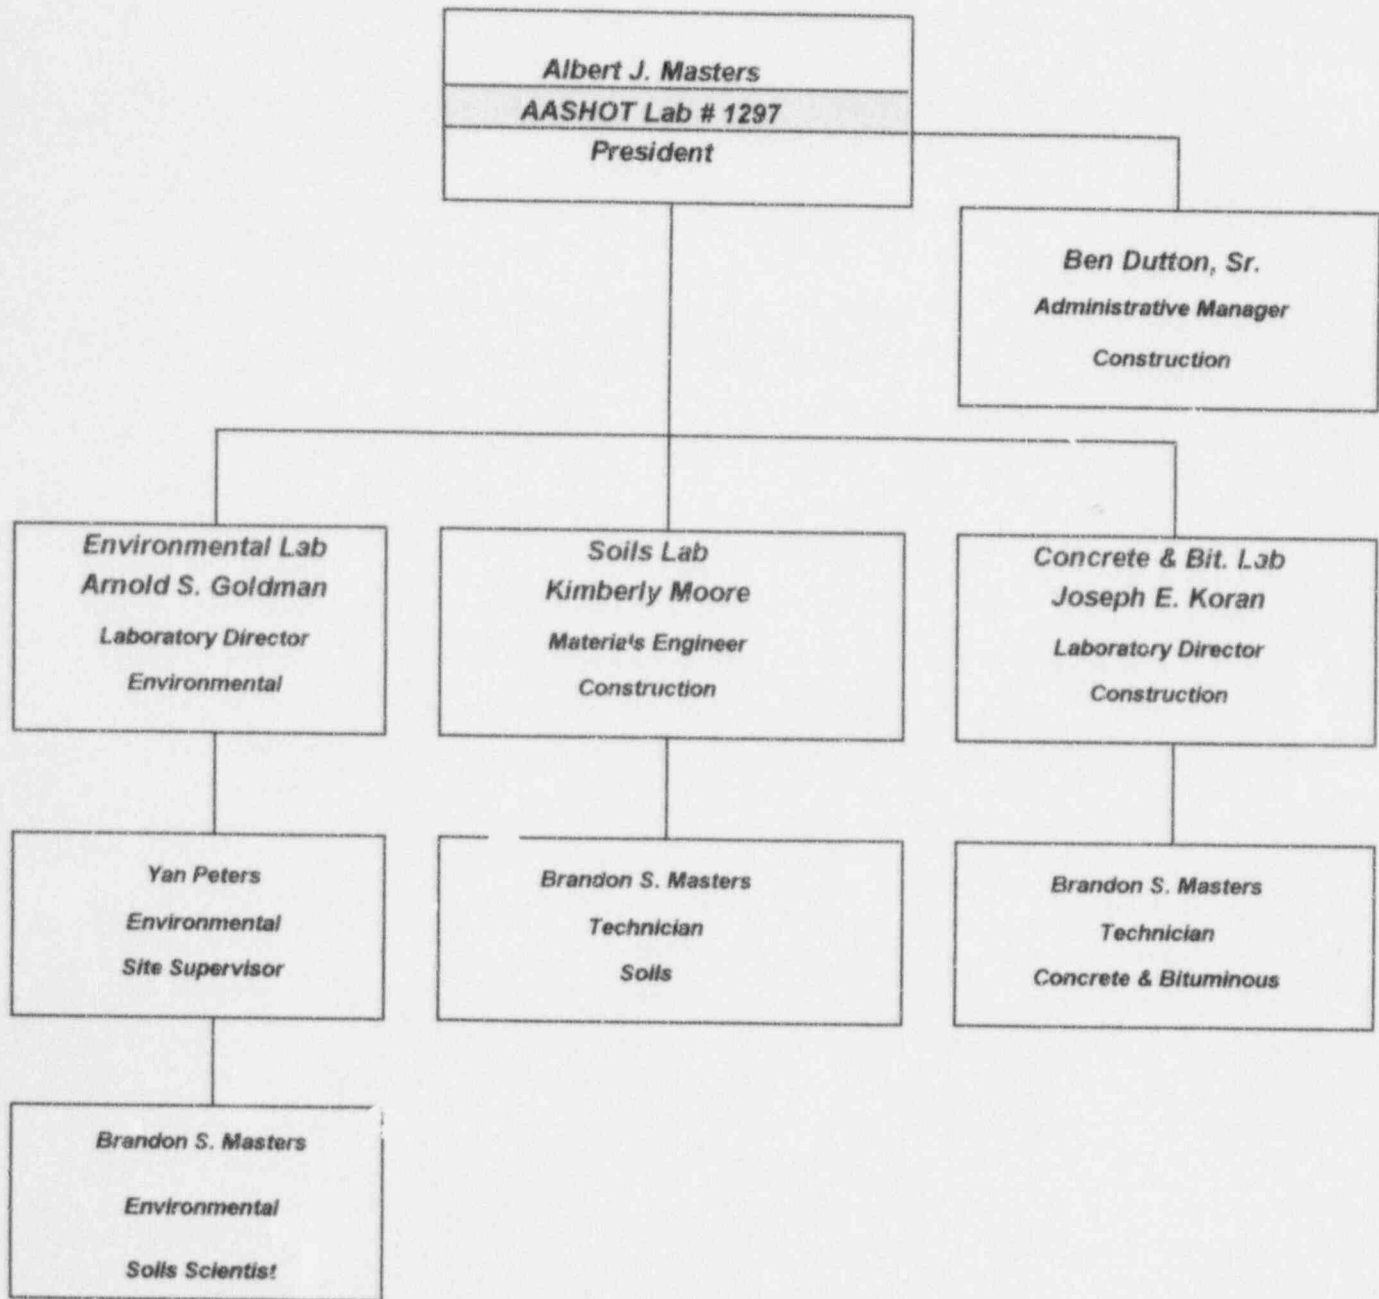 Albert J. Masters
AASHOT Lab # 1297
President
Ben Dutton, Sr.
Administrative Manager
Construction
Environmental Lab
Arnold S. Goldman
Laboratory Director
Environmental
Soils Lab
Kimberly Moore
Materia's Engineer
Construction
Concrete & Bit. Lab
Joseph E. Koran
Laboratory Director
Construction
Yan Peters
Environmental
Site Supervisor
Brandon S. Masters
Technician
Soils
Brandon S. Masters
Technician
Concrete & Bituminous
Brandon S. Masters
Environmental
Soils Scientist